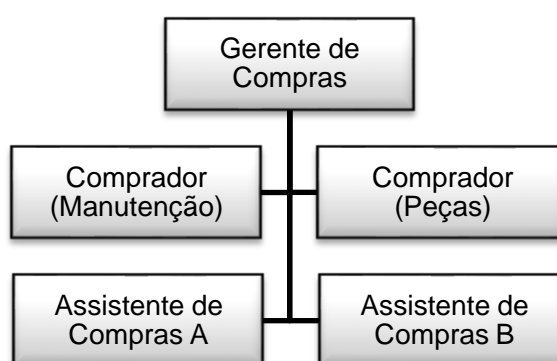 Gerente de
Compras
Comprador
(Manutenção)
Comprador
(Peças)
Assistente de
Compras A
Assistente de
Compras B